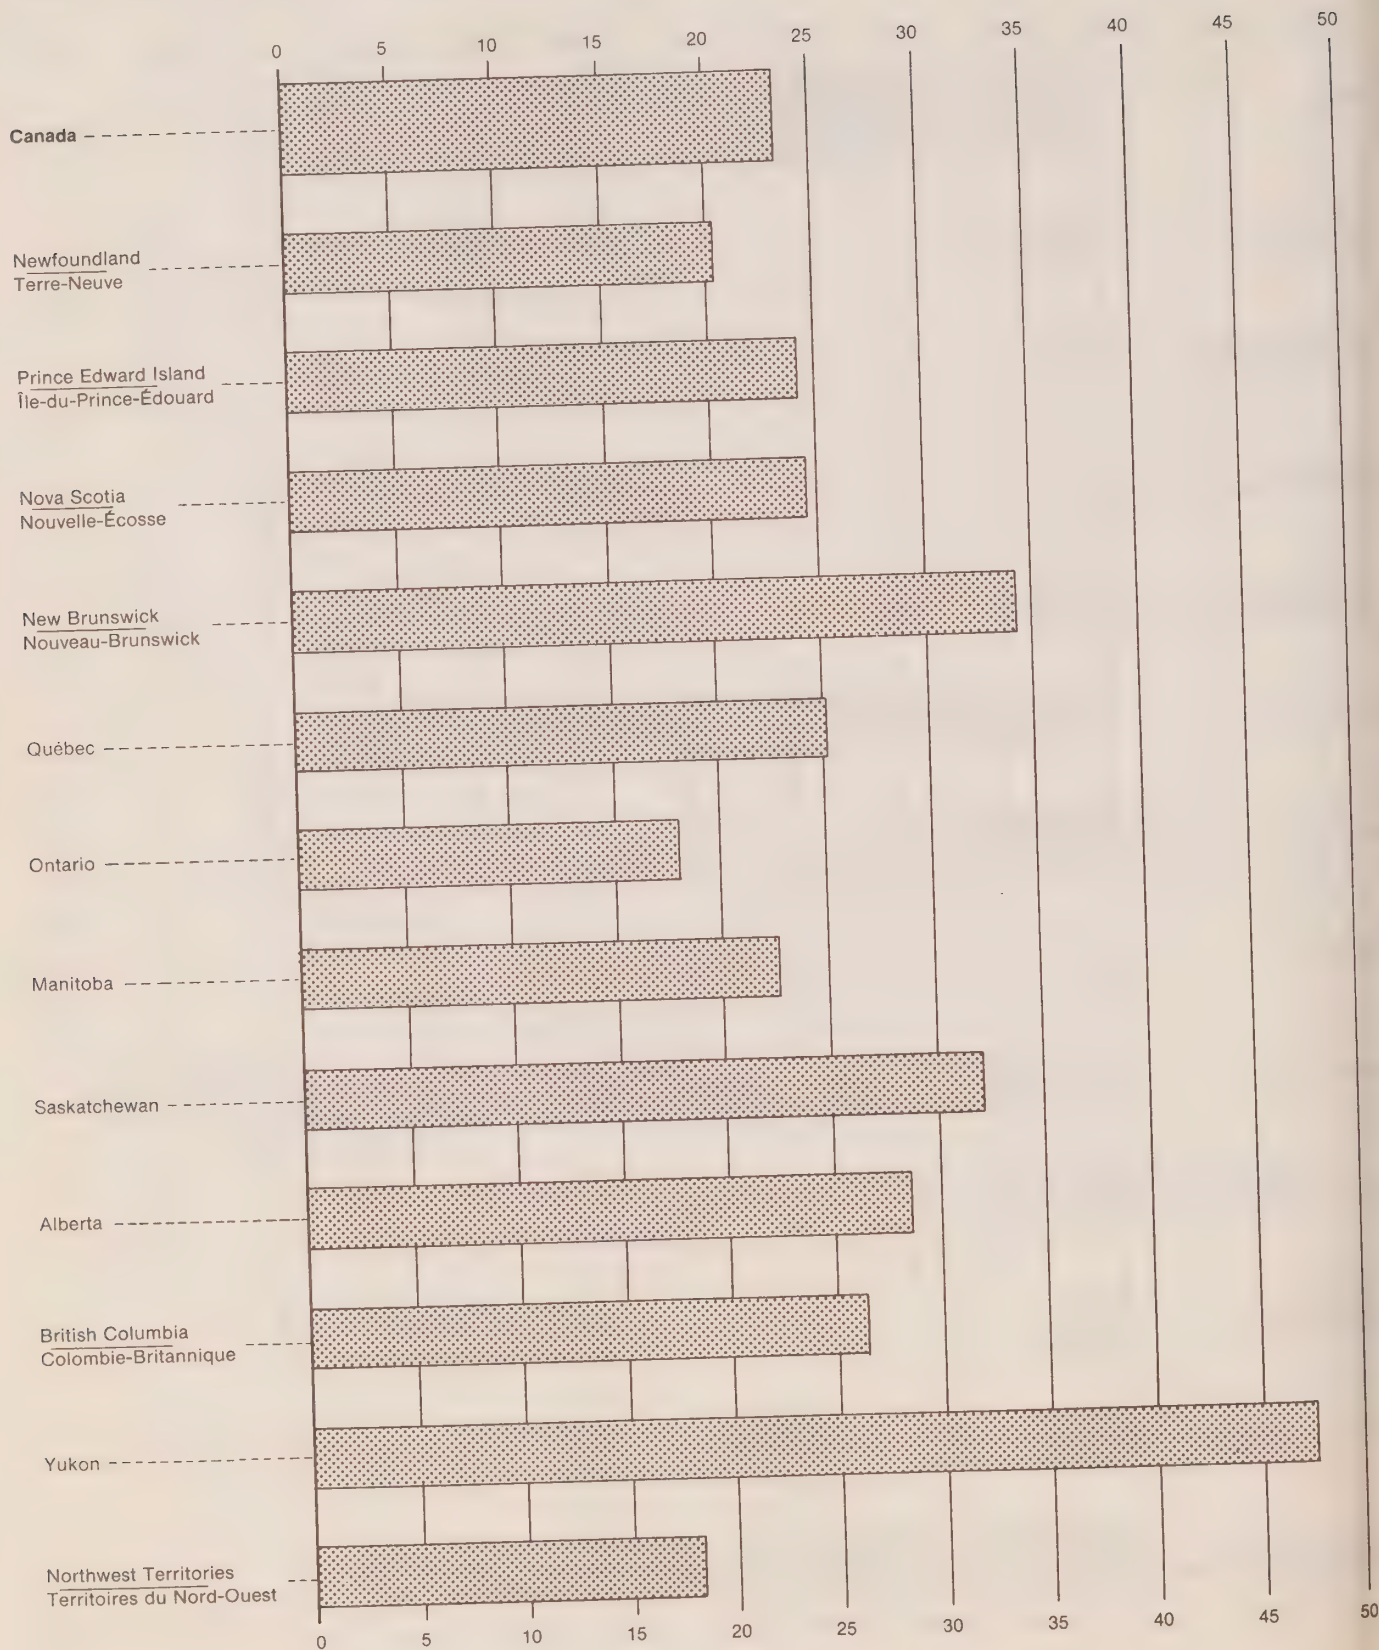 0 5 10 15 20 25 30 35 40 45 50
Canada
Newfoundland
Terre-Neuve
Prince Edward Island
Île-du-Prince-Édouard
Nova Scotia
Nouvelle-Écosse
New Brunswick
Nouveau-Brunswick
Québec
Ontario
Manitoba
Saskatchewan
Alberta
British Columbia
Colombie-Britannique
Yukon
Northwest Territories
Territoires du Nord-Ouest
0 5 10 15 20 25 30 35 40 45 50